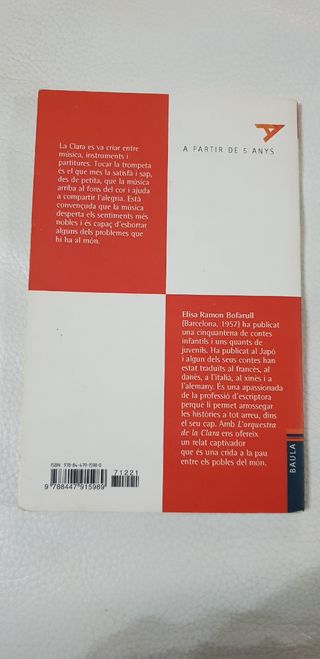 A PARTIR DE 6 ANYS
La Clara es va criar entre
música, instruments i
partitures. Tocar la trompeta
és el que més la satisfà i sap,
des de petita, que la música
arriba al fons del cor i ajuda
a compartir l'alegria. Està
convençuda que la música
desperta els sentiments més
nobles i és capaç d'esborrar
alguns dels problemes que
hi ha al món.
Elisa Ramon Bofarull
(Barcelona, 1957) ha publicat
una cinquantena de contes
infantils i uns quants de
juvenils. Ha publicat al Japó
i algun dels seus contes han
estat traduïts al francès, al
danès, a l'italià, al xinès i a
l'alemany. És una apassionada
de la professió d'escriptora
perquè li permet arrossegar
les històries a tot arreu, dins
el seu cap. Amb L'orquestra
de la Clara ens ofereix
un relat captivador
que és una crida a la pau
entre els pobles del món.
BAULA
ISBN 978-84-479-1598-0
71221
9 788447 915989